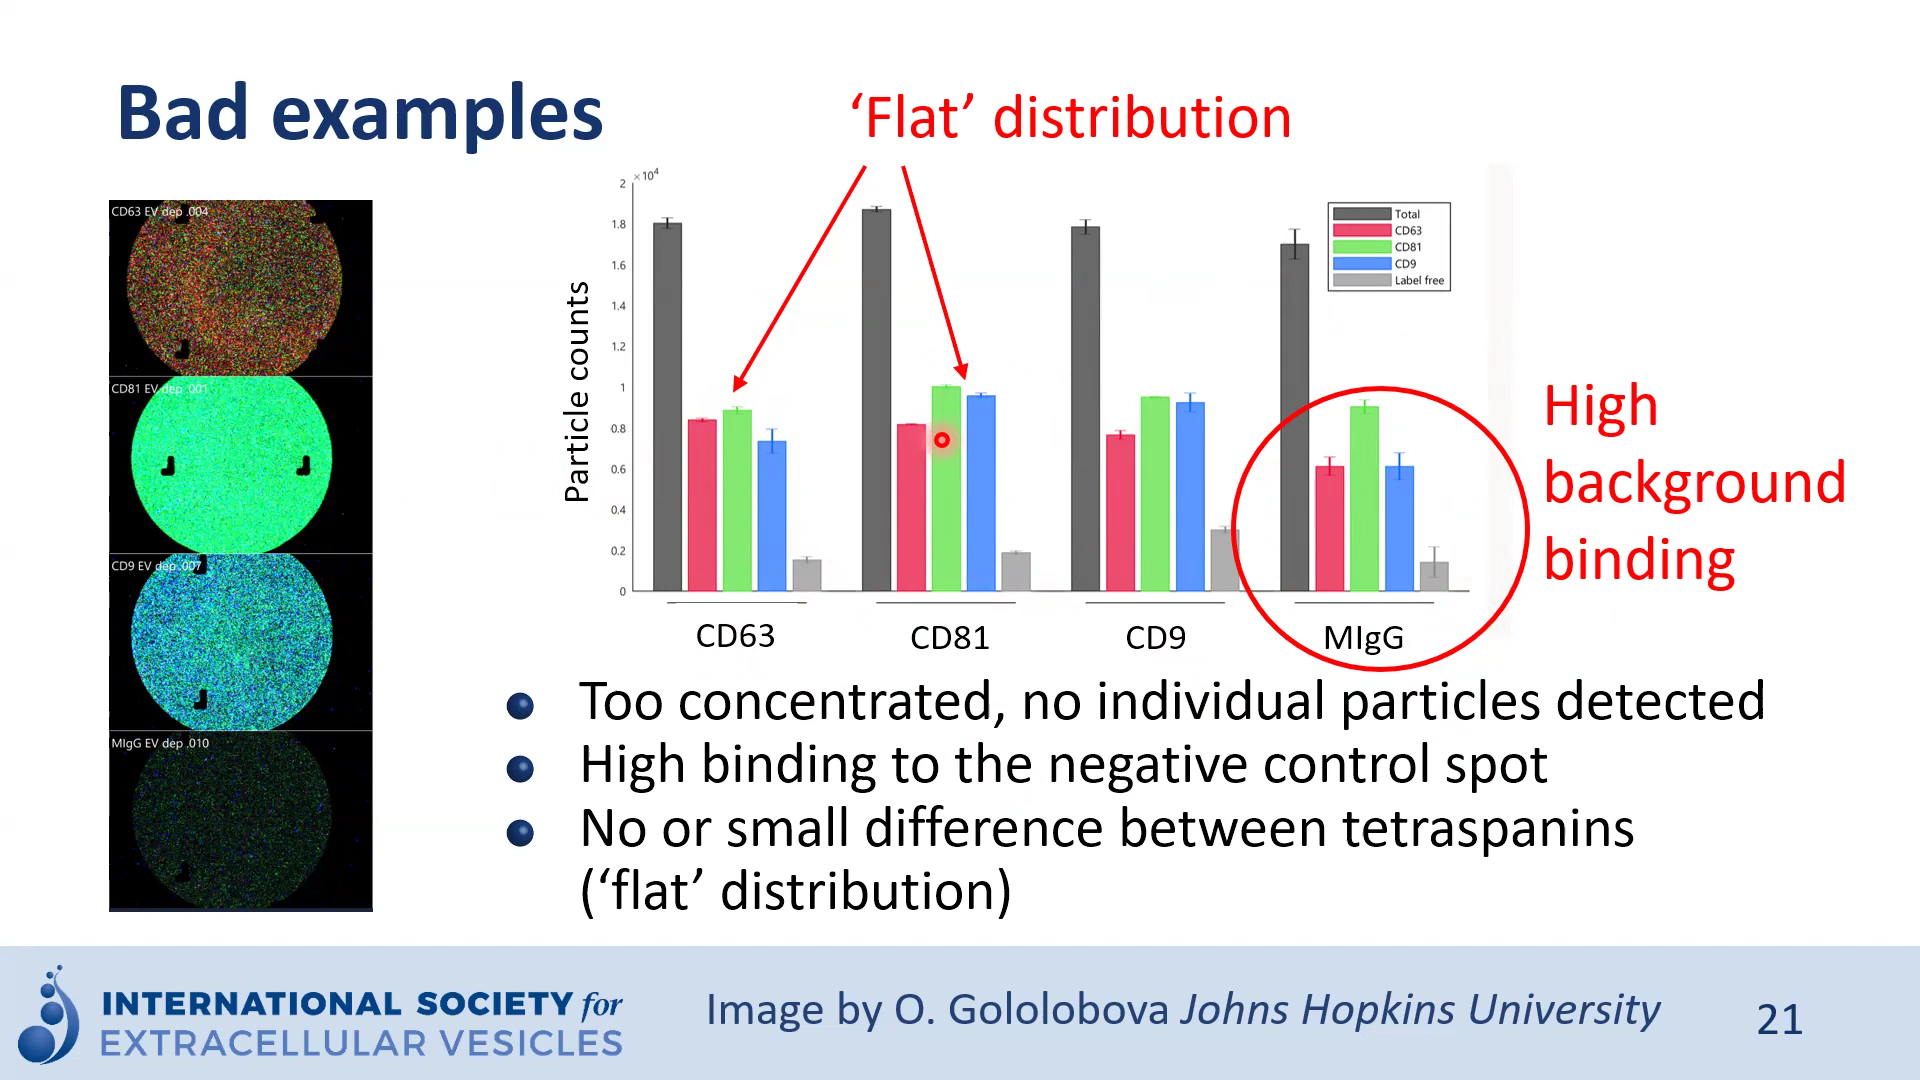 Bad examples
‘Flat’ distribution
CD63 EV dep .004
CD81 EV dep .001
CD9 EV dep .007
MIgG EV dep .010
×10⁴
2
1.8
1.6
1.4
1.2
1
0.8
0.6
0.4
0.2
0
Particle counts
Total
CD63
CD81
CD9
Label free
CD63
CD81
CD9
MIgG
High
background
binding
Too concentrated, no individual particles detected
High binding to the negative control spot
No or small difference between tetraspanins
(‘flat’ distribution)
INTERNATIONAL SOCIETY for
EXTRACELLULAR VESICLES
Image by O. Gololobova Johns Hopkins University
21